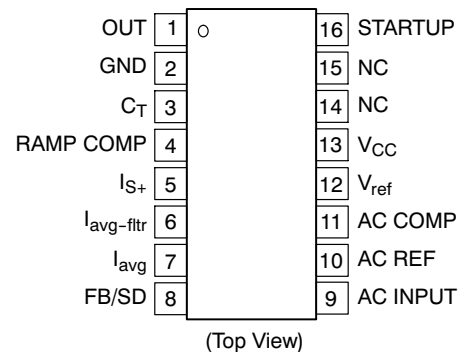 OUT 1 16 STARTUP
GND 2 15 NC
CT 3 14 NC
RAMP COMP 4 13 VCC
IS+ 5 12 Vref
Iavg-fltr 6 11 AC COMP
Iavg 7 10 AC REF
FB/SD 8 9 AC INPUT
(Top View)